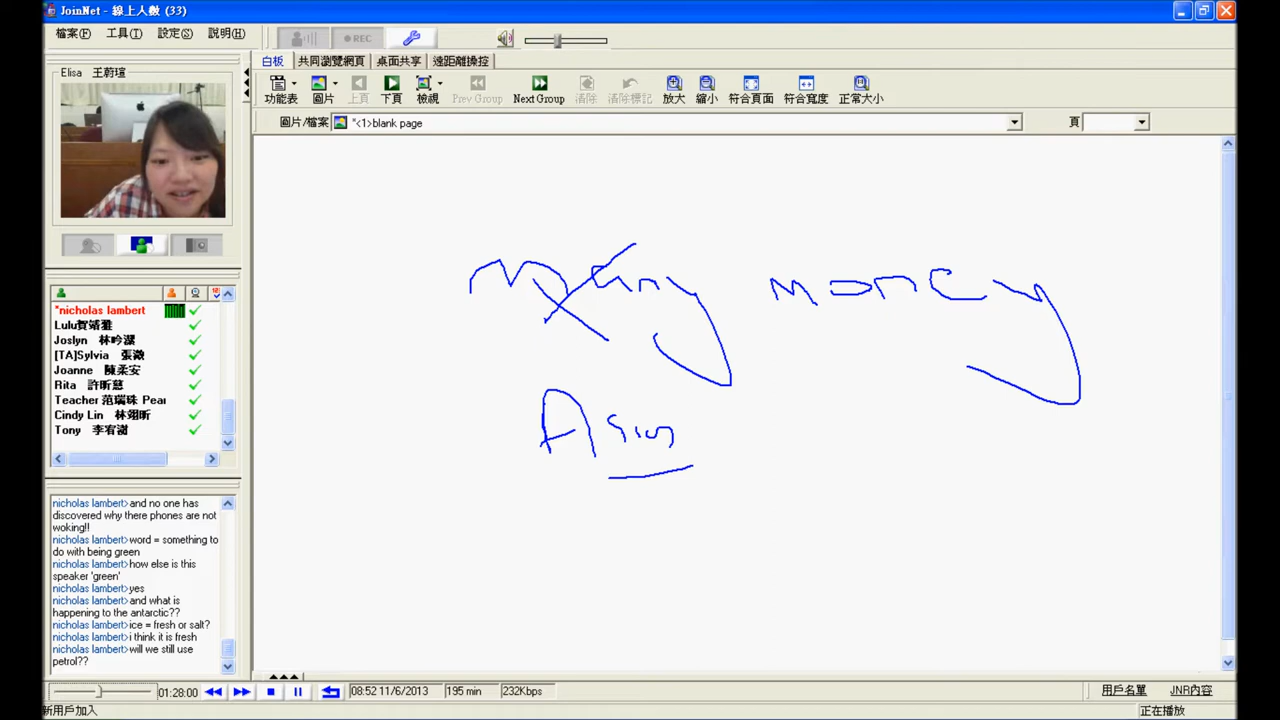 JoinNet - 線上人數 (33)
檔案(F) 工具(I) 設定(S) 說明(H)
REC
Elisa 王蔚瑄
白板 共同瀏覽網頁 桌面共享 遠距離操控
功能表 圖片 上頁 下頁 檢視 Prev Group Next Group 清除 清除標記 放大 縮小 符合頁面 符合寬度 正常大小
圖片/檔案 *<1>blank page 頁
many money
Asian
*nicholas lambert
Lulu賀婧雅
Joslyn 林吟潔
[TA]Sylvia 張瀓
Joanne 陳柔安
Rita 許昕慈
Teacher 范瑞珠 Pear
Cindy Lin 林翊昕
Tony 李宥澍
nicholas lambert>and no one has
discovered why there phones are not
woking!!
nicholas lambert>word = something to
do with being green
nicholas lambert>how else is this
speaker 'green'
nicholas lambert>yes
nicholas lambert>and what is
happening to the antarctic??
nicholas lambert>ice = fresh or salt?
nicholas lambert>i think it is fresh
nicholas lambert>will we still use
petrol??
01:28:00 08:52 11/6/2013 195 min 232Kbps 用戶名單 JNR內容
新用戶加入 正在播放